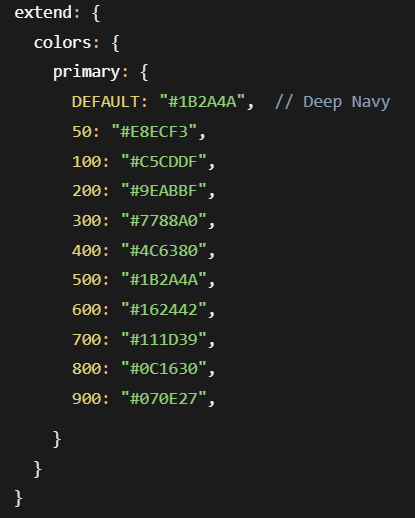 extend: {
  colors: {
    primary: {
      DEFAULT: "#1B2A4A",  // Deep Navy
      50: "#E8ECF3",
      100: "#C5CDDF",
      200: "#9EABBF",
      300: "#7788A0",
      400: "#4C6380",
      500: "#1B2A4A",
      600: "#162442",
      700: "#111D39",
      800: "#0C1630",
      900: "#070E27",
    }
  }
}